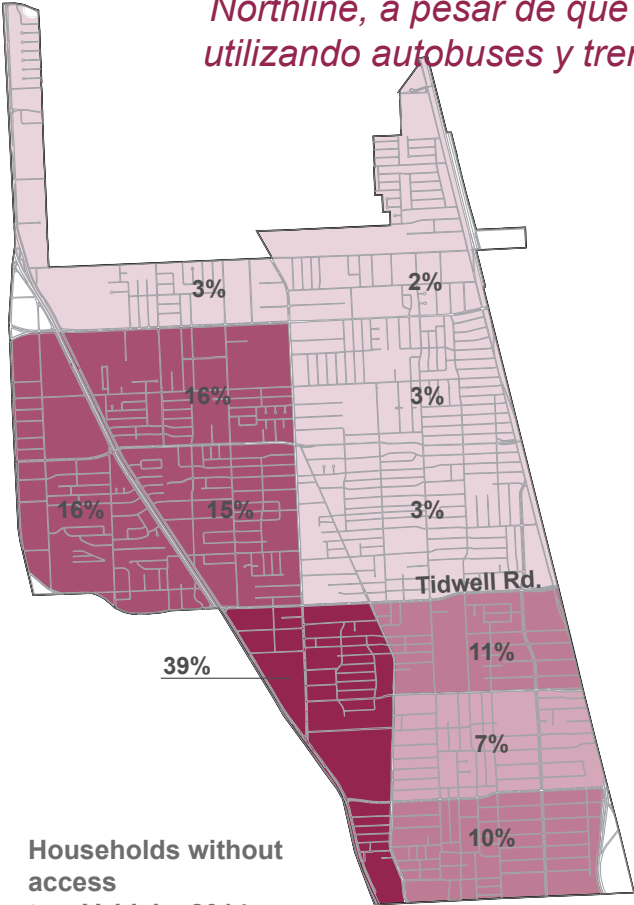 Northline, a pesar de que
utilizando autobuses y tren
3%
2%
16%
3%
16%
15%
3%
Tidwell Rd.
11%
39%
7%
10%
Households without
access